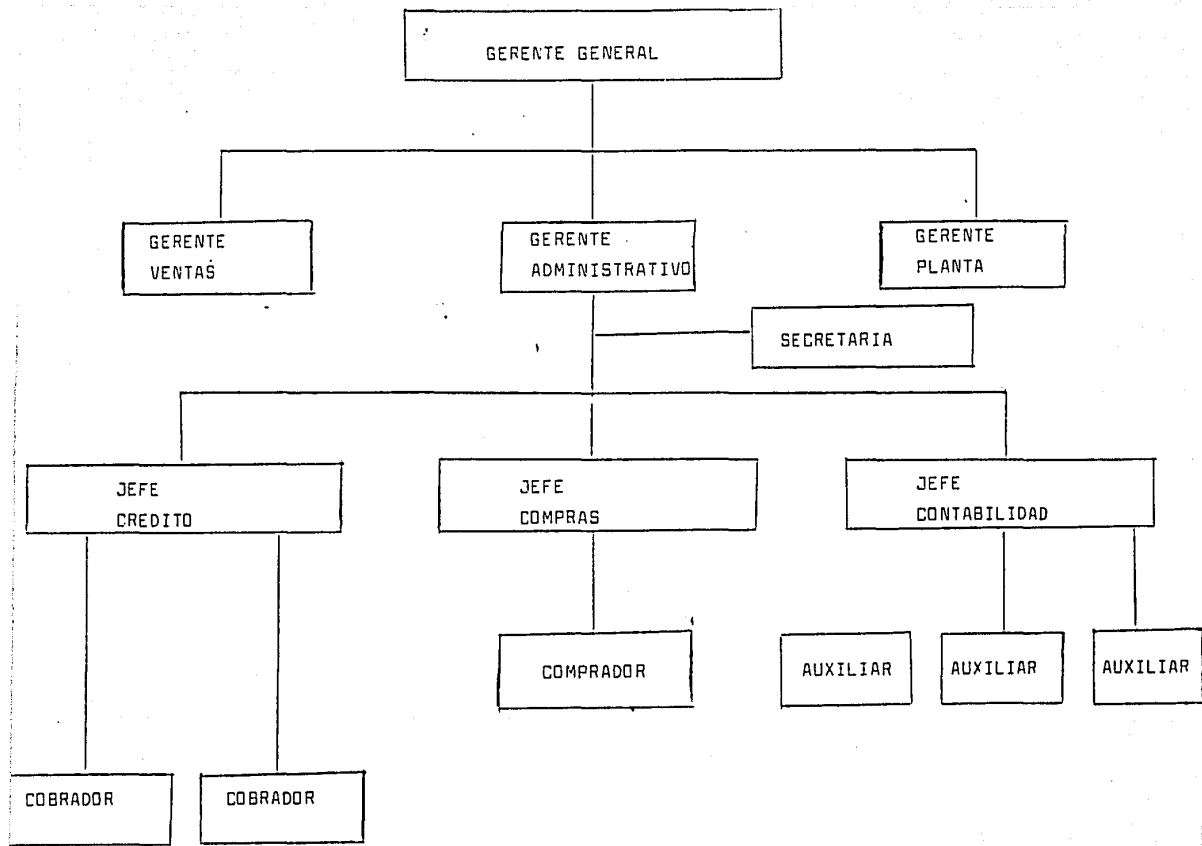 GERENTE GENERAL
GERENTE
VENTAS
GERENTE
ADMINISTRATIVO
GERENTE
PLANTA
SECRETARIA
JEFE
CREDITO
JEFE
COMPRAS
JEFE
CONTABILIDAD
COMPRADOR
AUXILIAR
AUXILIAR
AUXILIAR
COBRADOR
COBRADOR